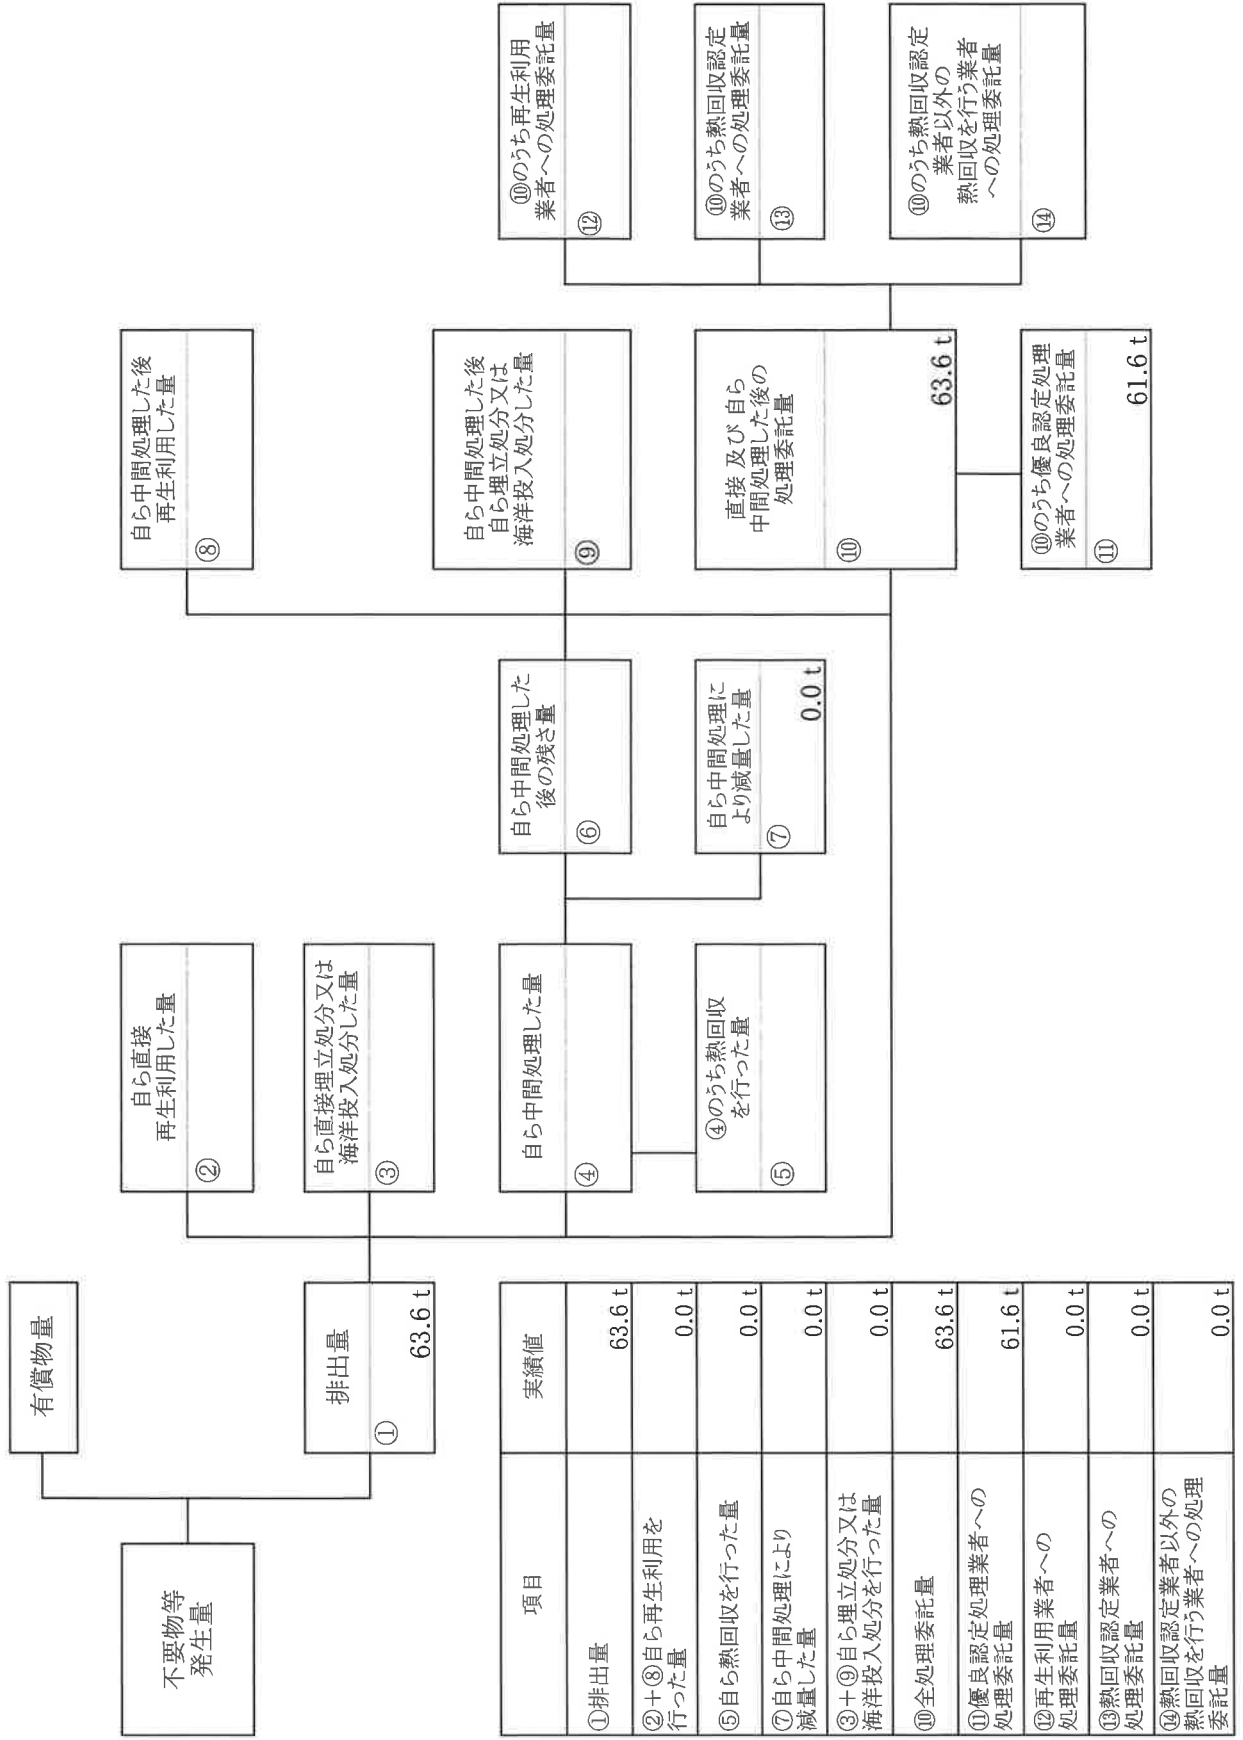 不要物等
発生量
有償物量
排出量
①
63.6 t
自ら直接
再生利用した量
②
自ら直接埋立処分又は
海洋投入処分した量
③
自ら中間処理した量
④
④のうち熱回収
を行った量
⑤
自ら中間処理した
後の残さ量
⑥
自ら中間処理に
より減量した量
⑦
0.0 t
自ら中間処理した後
再生利用した量
⑧
自ら中間処理した後
自ら埋立処分又は
海洋投入処分した量
⑨
直接 及び 自ら
中間処理した後の
処理委託量
⑩
63.6 t
⑩のうち優良認定処理
業者への処理委託量
⑪
61.6 t
⑩のうち再生利用
業者への処理委託量
⑫
⑩のうち熱回収認定
業者への処理委託量
⑬
⑩のうち熱回収認定
業者以外の
熱回収を行う業者
への処理委託量
⑭
項目 実績値
①排出量 63.6 t
②+⑧自ら再生利用を
行った量 0.0 t
⑤自ら熱回収を行った量 0.0 t
⑦自ら中間処理により
減量した量 0.0 t
③+⑨自ら埋立処分又は
海洋投入処分を行った量 0.0 t
⑩全処理委託量 63.6 t
⑪優良認定処理業者への
処理委託量 61.6 t
⑫再生利用業者への
処理委託量 0.0 t
⑬熱回収認定業者への
処理委託量 0.0 t
⑭熱回収認定業者以外の
熱回収を行う業者への処理
委託量 0.0 t